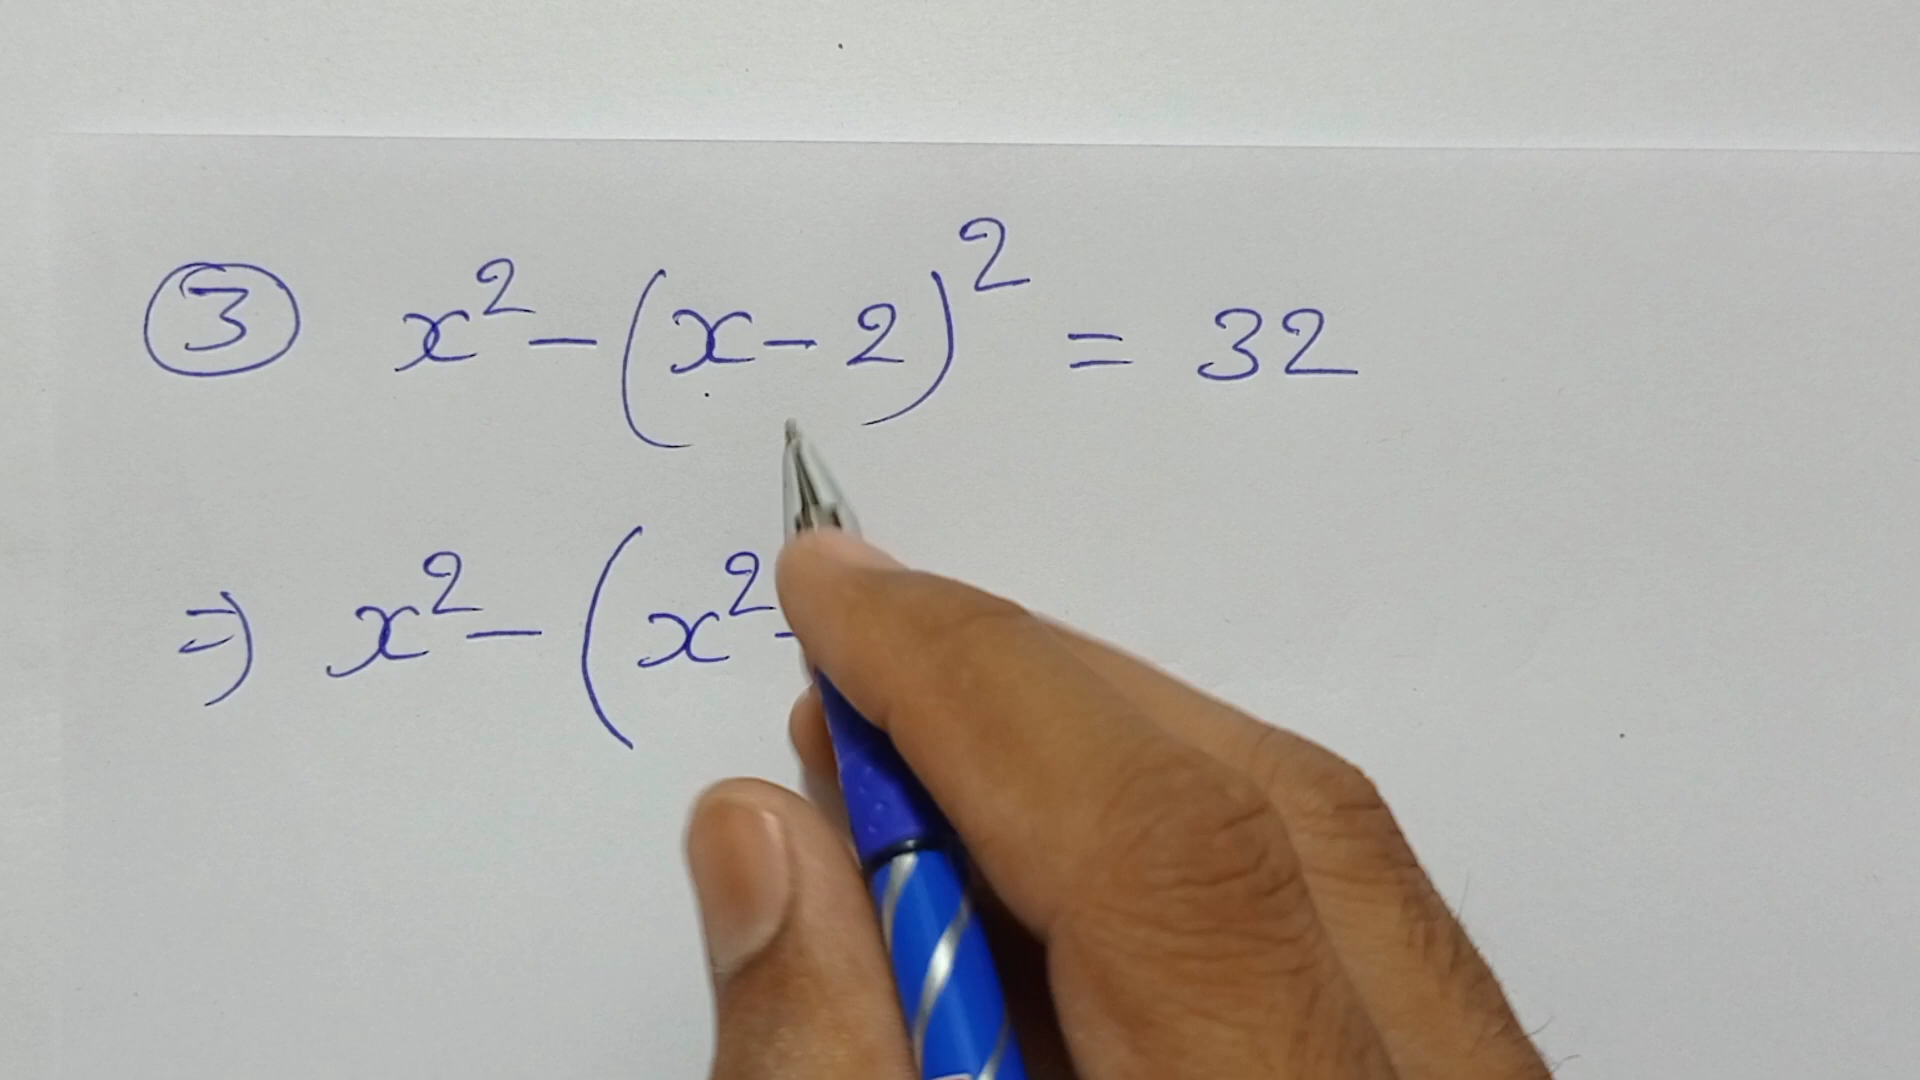 ③ x² - (x - 2)² = 32
⇒ x² - (x² -